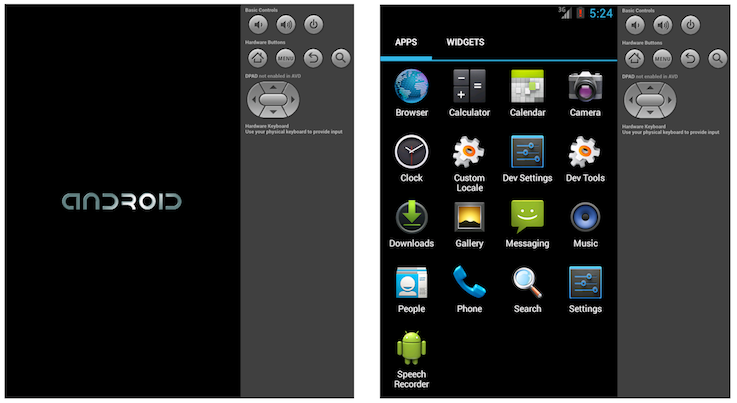 ANDROID
Basic Controls
Hardware Buttons
MENU
DPAD not enabled in AVD
Hardware Keyboard
Use your physical keyboard to provide input
3G
5:24
APPS
WIDGETS
Browser
Calculator
Calendar
Camera
Clock
Custom
Locale
Dev Settings
Dev Tools
Downloads
Gallery
Messaging
Music
People
Phone
Search
Settings
Speech
Recorder
Basic Controls
Hardware Buttons
MENU
DPAD not enabled in AVD
Hardware Keyboard
Use your physical keyboard to provide input